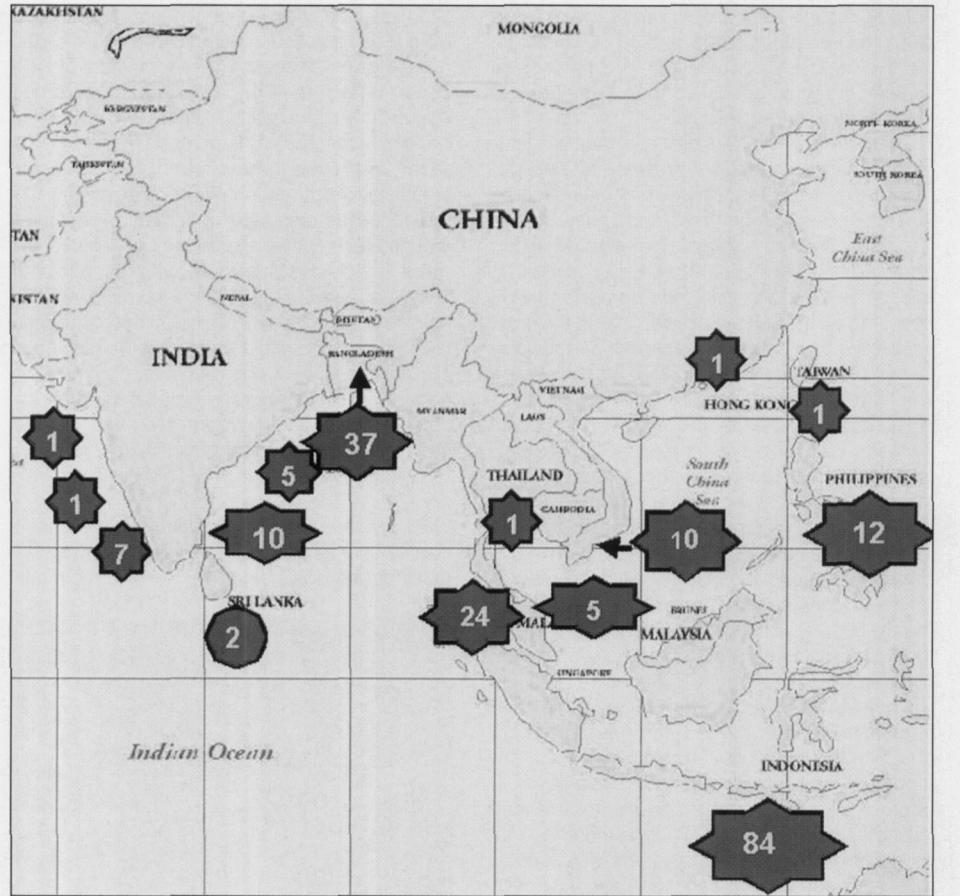 KAZAKHSTAN
MONGOLIA
KYRGYZSTAN
NORTH KOREA
TAJIKISTAN
SOUTH KOREA
CHINA
TAN
East
China Sea
KISTAN
NEPAL
BHUTAN
INDIA
BANGLADESH
1
TAIWAN
VIETNAM
HONG KONG
1
MYANMAR
LAOS
1
37
5
THAILAND
South
China
Sea
PHILIPPINES
1
CAMBODIA
1
7
10
10
12
SRI LANKA
2
24
MALA
5
BRUNEI
MALAYSIA
SINGAPORE
Indian Ocean
INDONESIA
84